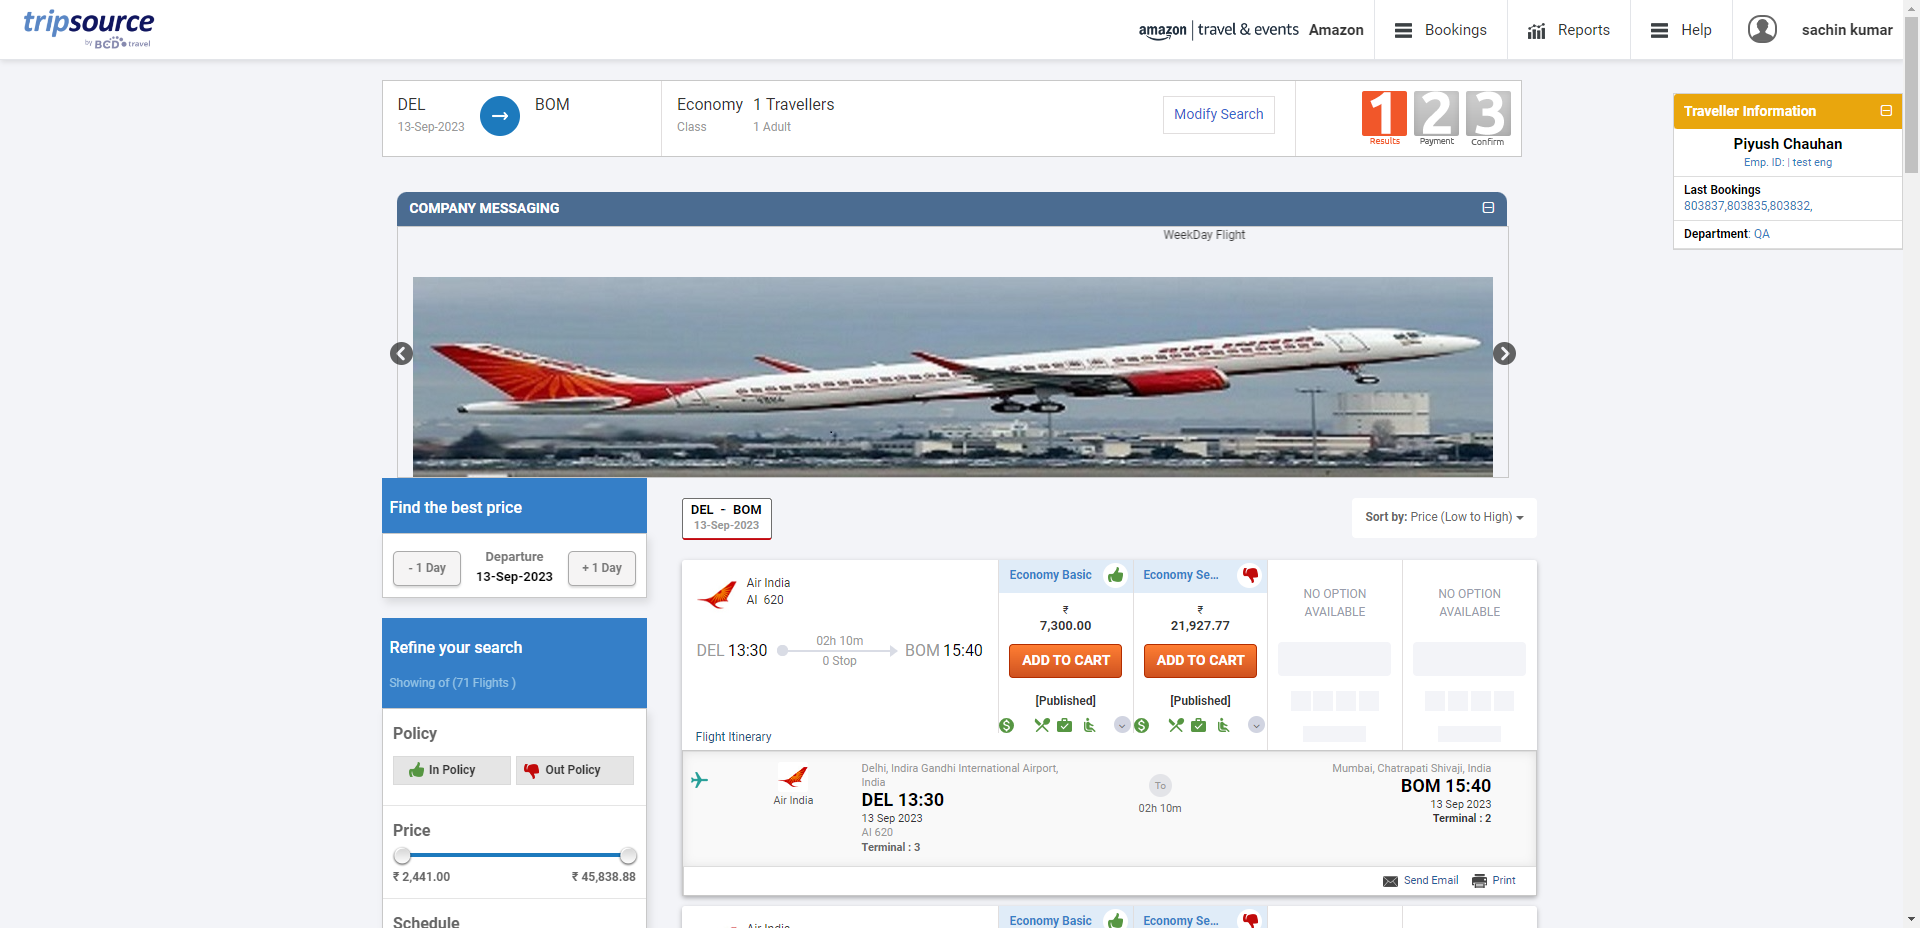 tripsource
by BCD travel
amazon | travel & events Amazon
Bookings
Reports
Help
sachin kumar
DEL
13-Sep-2023
BOM
Economy
Class
1 Travellers
1 Adult
Modify Search
1
Results
2
Payment
3
Confirm
Traveller Information
Piyush Chauhan
Emp. ID: | test eng
Last Bookings
803837,803835,803832,
Department: QA
COMPANY MESSAGING
WeekDay Flight
Find the best price
- 1 Day
Departure
13-Sep-2023
+ 1 Day
Refine your search
Showing of (71 Flights )
Policy
In Policy
Out Policy
Price
₹ 2,441.00
₹ 45,838.88
Schedule
DEL - BOM
13-Sep-2023
Sort by: Price (Low to High)
Air India
AI 620
DEL 13:30
02h 10m
0 Stop
BOM 15:40
Flight Itinerary
Economy Basic
₹
7,300.00
ADD TO CART
[Published]
Economy Se...
₹
21,927.77
ADD TO CART
[Published]
NO OPTION
AVAILABLE
NO OPTION
AVAILABLE
Air India
Delhi, Indira Gandhi International Airport,
India
DEL 13:30
13 Sep 2023
AI 620
Terminal : 3
To
02h 10m
Mumbai, Chatrapati Shivaji, India
BOM 15:40
13 Sep 2023
Terminal : 2
Send Email
Print
Air India
Economy Basic
Economy Se...